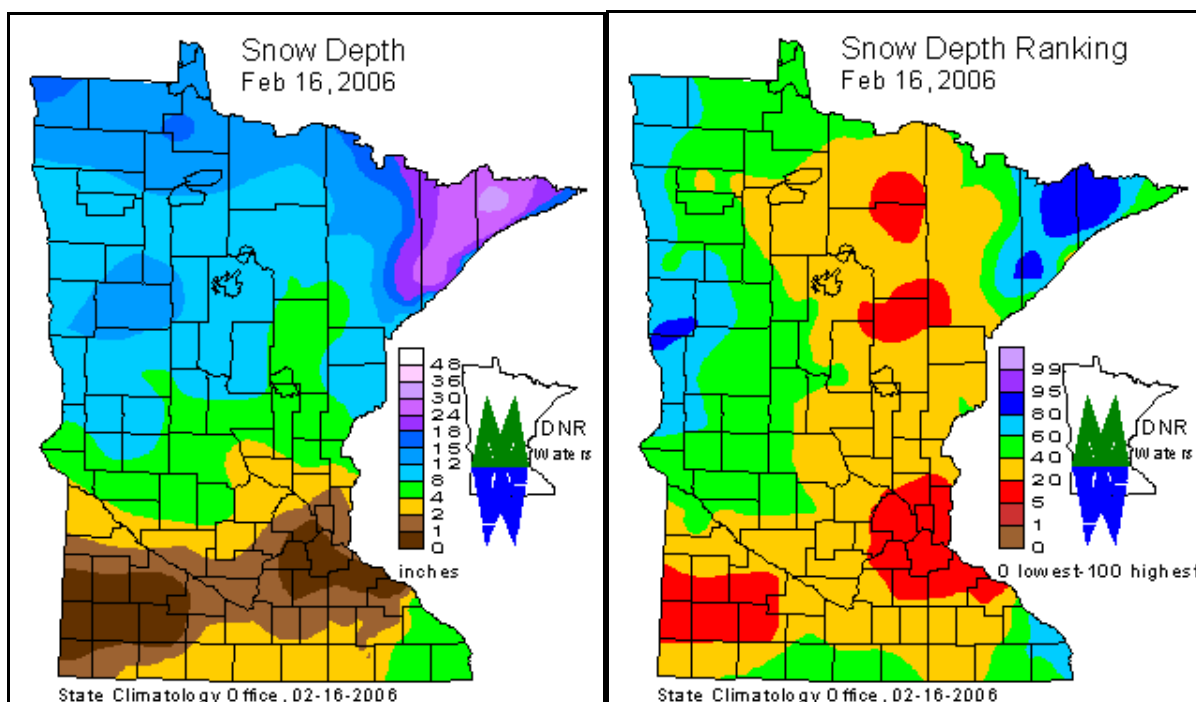 Snow Depth
Feb 16, 2006
48
36
30
24
18
15
12
8
4
2
1
0
inches
DNR
Waters
State Climatology Office, 02-16-2006
Snow Depth Ranking
Feb 16, 2006
99
95
80
60
40
20
5
1
0
0 lowest-100 highest
DNR
Waters
State Climatology Office, 02-16-2006